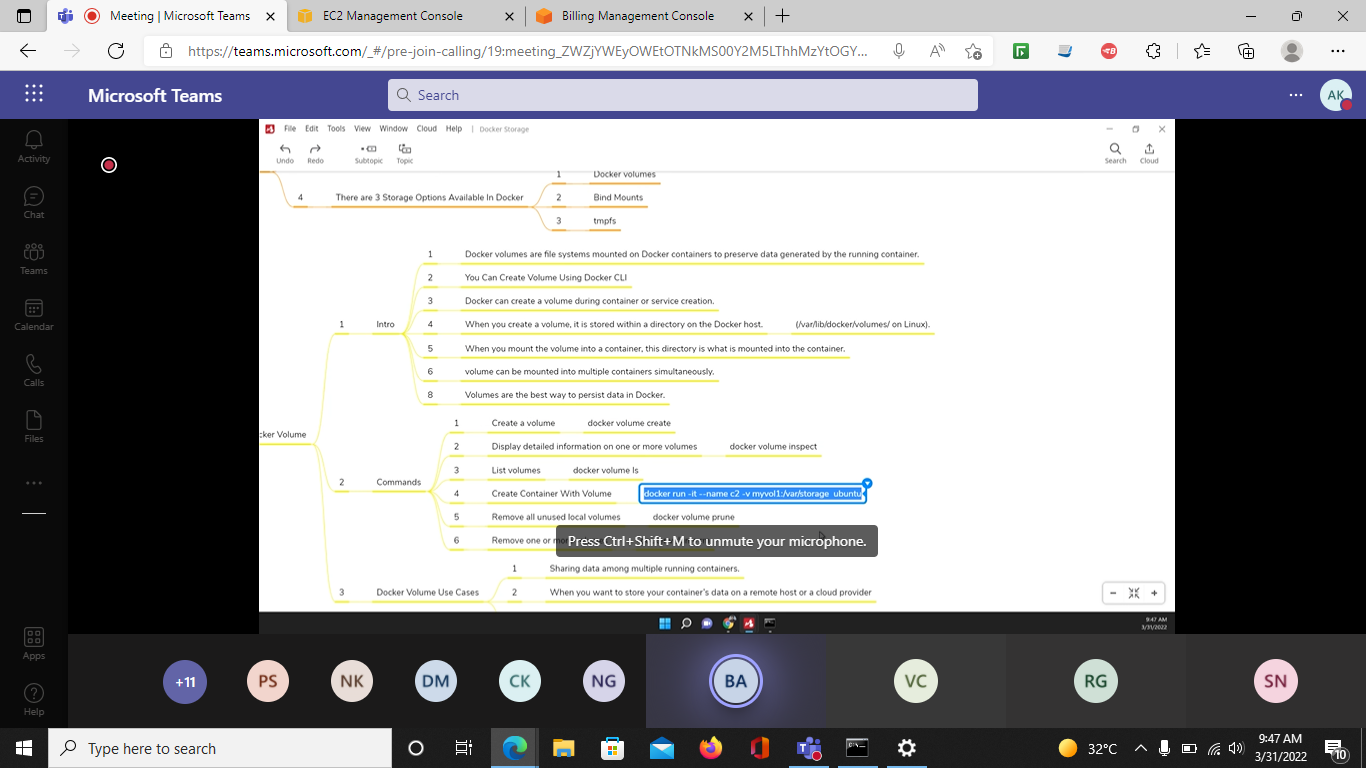 Meeting | Microsoft Teams
EC2 Management Console
Billing Management Console
https://teams.microsoft.com/_#/pre-join-calling/19:meeting_ZWZjYWEyOWEtOTNkMS00Y2M5LThhMzYtOGY...
Microsoft Teams
Search
AK
Activity
Chat
Teams
Calendar
Calls
Files
Apps
Help
File Edit Tools View Window Cloud Help | Docker Storage
Undo Redo Subtopic Topic Search Cloud
1 Docker volumes
4 There are 3 Storage Options Available In Docker 2 Bind Mounts
3 tmpfs
1 Docker volumes are file systems mounted on Docker containers to preserve data generated by the running container.
2 You Can Create Volume Using Docker CLI
3 Docker can create a volume during container or service creation.
1 Intro 4 When you create a volume, it is stored within a directory on the Docker host. (/var/lib/docker/volumes/ on Linux).
5 When you mount the volume into a container, this directory is what is mounted into the container.
6 volume can be mounted into multiple containers simultaneously.
8 Volumes are the best way to persist data in Docker.
cker Volume
1 Create a volume docker volume create
2 Display detailed information on one or more volumes docker volume inspect
3 List volumes docker volume ls
2 Commands
4 Create Container With Volume docker run -it --name c2 -v myvol1:/var/storage ubuntu
5 Remove all unused local volumes docker volume prune
6 Remove one or mo
Press Ctrl+Shift+M to unmute your microphone.
1 Sharing data among multiple running containers.
3 Docker Volume Use Cases 2 When you want to store your container's data on a remote host or a cloud provider
9:47 AM
3/31/2022
+11 PS NK DM CK NG BA VC RG SN
Type here to search
32°C
9:47 AM
3/31/2022
10